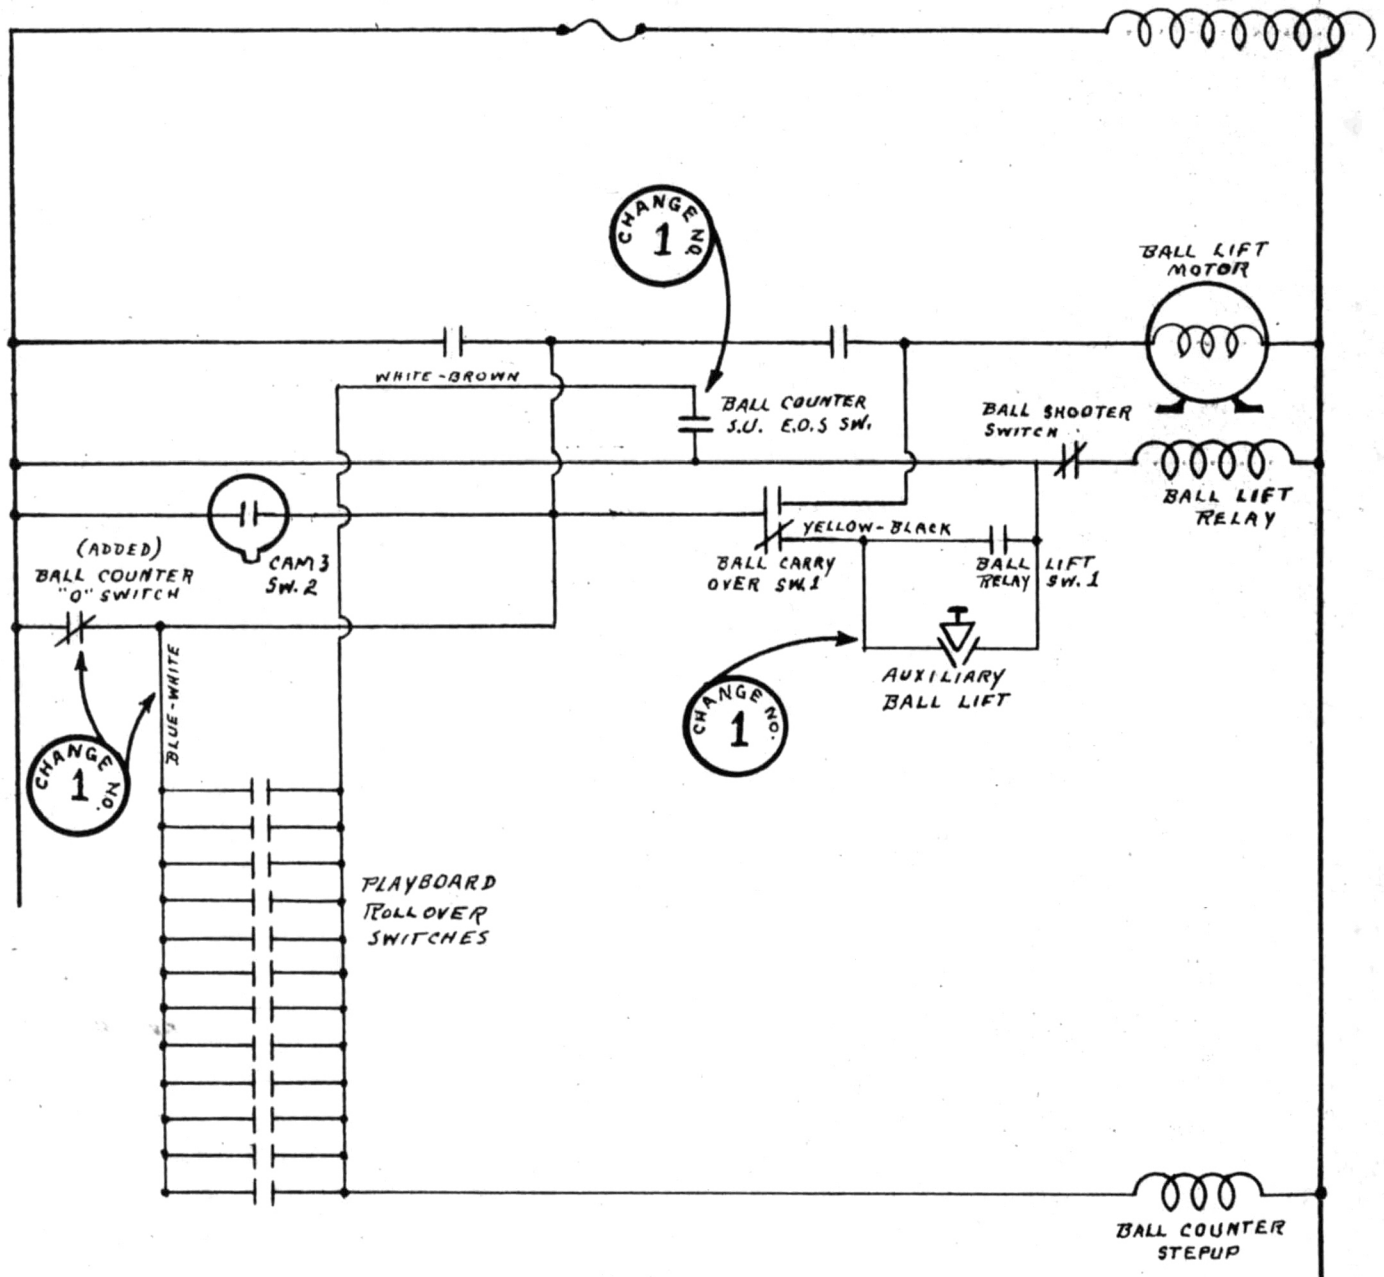 CHANGE NO.
1
BALL LIFT
MOTOR
WHITE-BROWN
BALL COUNTER
S.U. E.O.S SW.
BALL SHOOTER
SWITCH
BALL LIFT
RELAY
(ADDED)
BALL COUNTER
"O" SWITCH
CAM 3
SW. 2
YELLOW-BLACK
BALL CARRY
OVER SW.1
BALL LIFT
RELAY SW. 1
BLUE-WHITE
AUXILIARY
BALL LIFT
CHANGE NO.
1
CHANGE NO.
1
PLAYBOARD
ROLLOVER
SWITCHES
BALL COUNTER
STEPUP